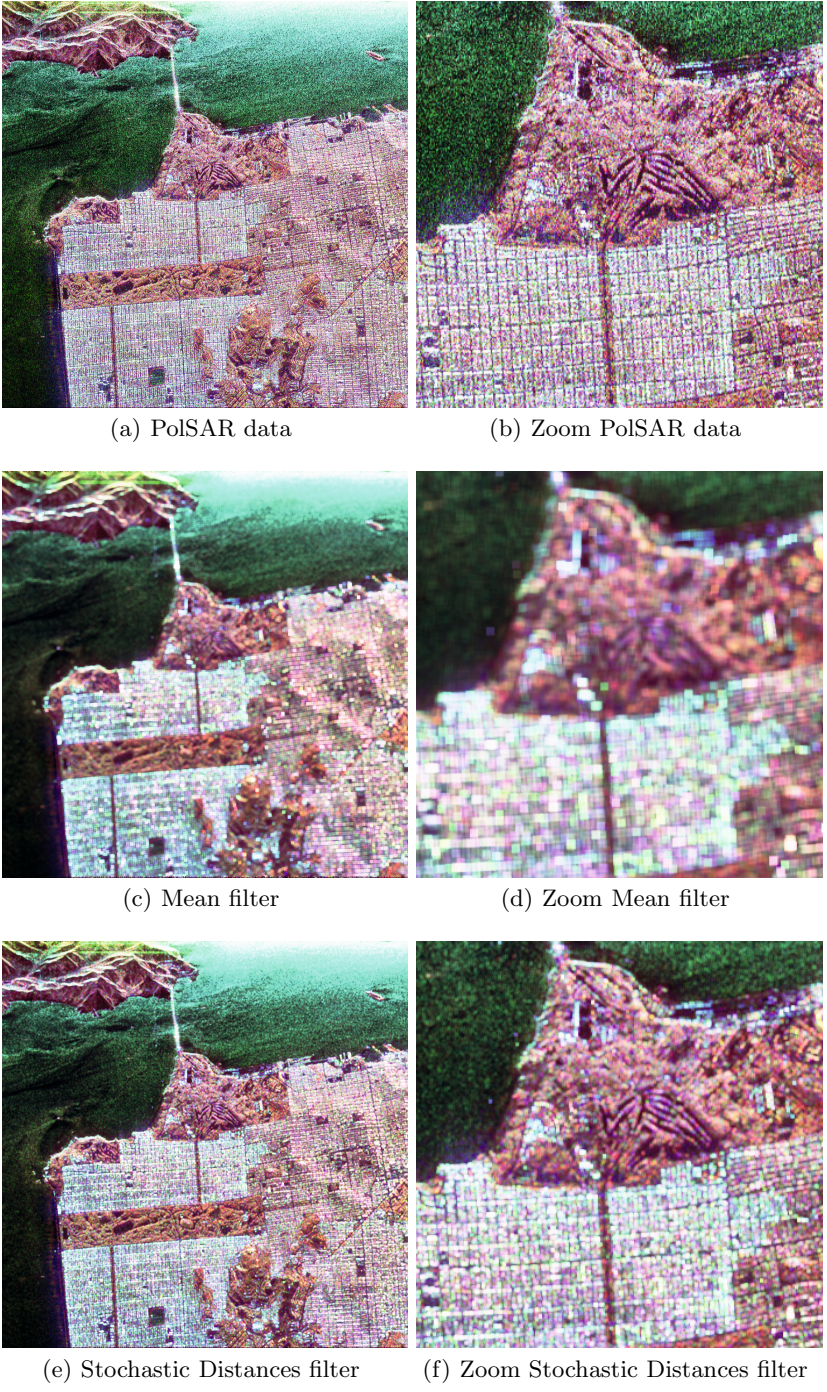 (a) PolSAR data
(b) Zoom PolSAR data
(c) Mean filter
(d) Zoom Mean filter
(e) Stochastic Distances filter
(f) Zoom Stochastic Distances filter